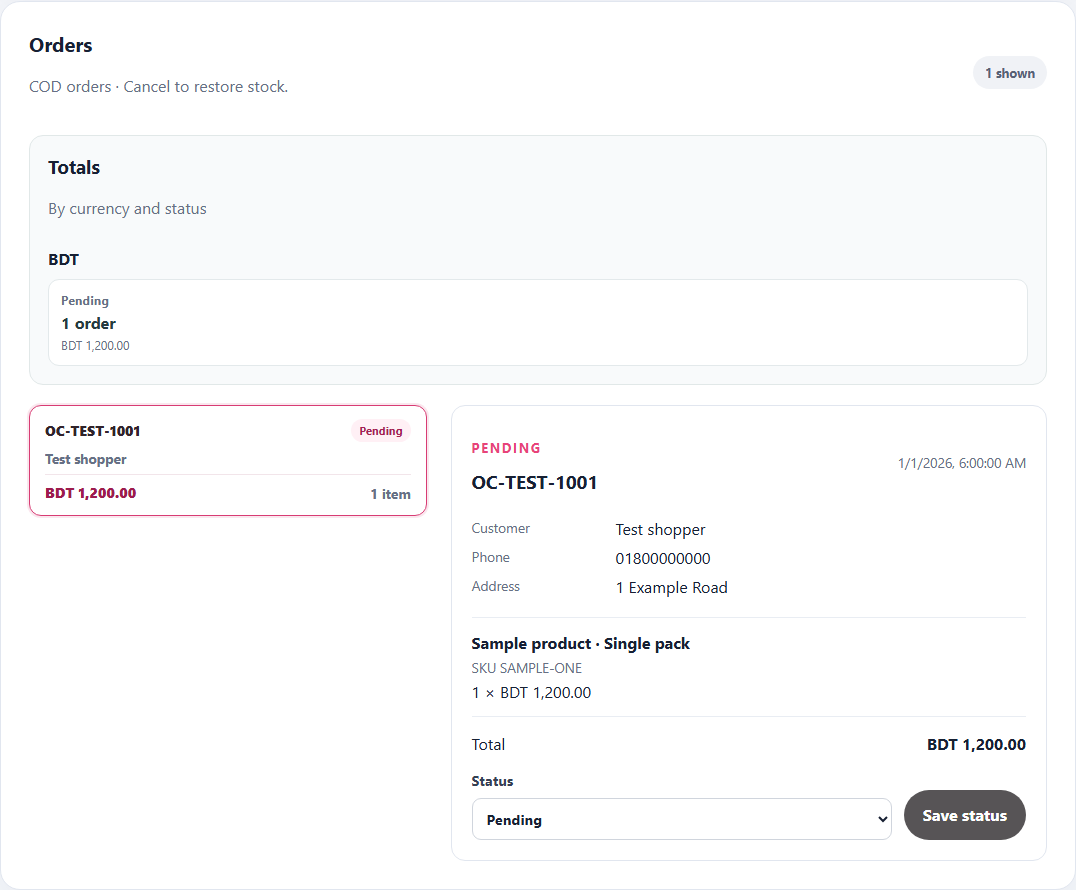 Orders
COD orders · Cancel to restore stock.
1 shown
Totals
By currency and status
BDT
Pending
1 order
BDT 1,200.00
OC-TEST-1001
Pending
Test shopper
BDT 1,200.00
1 item
PENDING
OC-TEST-1001
1/1/2026, 6:00:00 AM
Customer Test shopper
Phone 01800000000
Address 1 Example Road
Sample product · Single pack
SKU SAMPLE-ONE
1 × BDT 1,200.00
Total BDT 1,200.00
Status
Pending
Save status